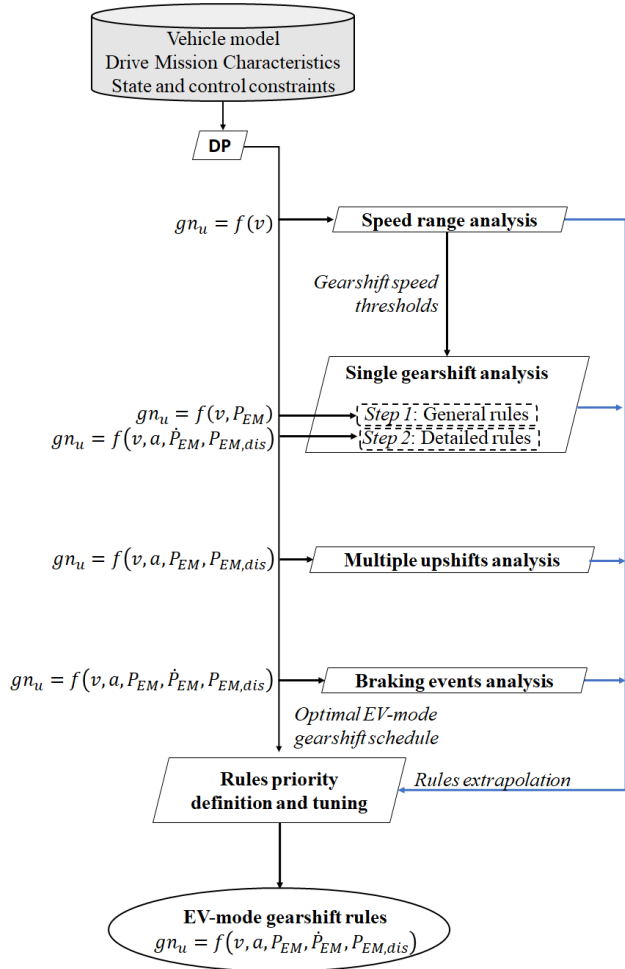 Vehicle model
Drive Mission Characteristics
State and control constraints
DP
gn_u = f(v)
Speed range analysis
Gearshift speed
thresholds
Single gearshift analysis
gn_u = f(v, P_EM)
Step 1: General rules
gn_u = f(v, a, Ṗ_EM, P_EM,dis)
Step 2: Detailed rules
gn_u = f(v, a, P_EM, P_EM,dis)
Multiple upshifts analysis
gn_u = f(v, a, P_EM, Ṗ_EM, P_EM,dis)
Braking events analysis
Optimal EV-mode
gearshift schedule
Rules priority
definition and tuning
Rules extrapolation
EV-mode gearshift rules
gn_u = f(v, a, P_EM, Ṗ_EM, P_EM,dis)